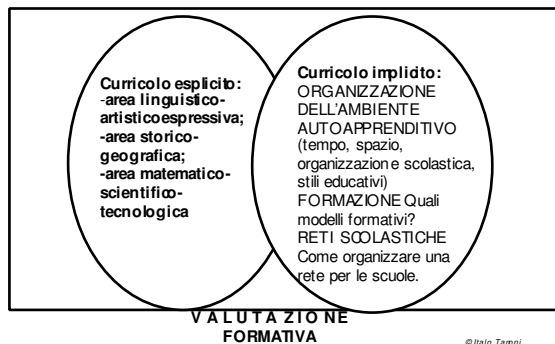 Curricolo esplicito:
-area linguistico-
artisticoespressiva;
-area storico-
geografica;
-area matematico-
scientifico-
tecnologica
Curricolo implicito:
ORGANIZZAZIONE
DELL'AMBIENTE
AUTOAPPRENDITIVO
(tempo, spazio,
organizzazione scolastica,
stili educativi)
FORMAZIONE Quali
modelli formativi?
RETI SCOLASTICHE
Come organizzare una
rete per le scuole.
VALUTAZIONE
FORMATIVA
©Italo Tanoni